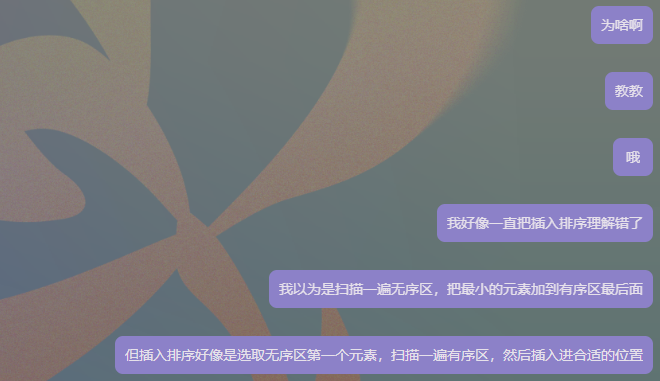 为啥啊
教教
哦
我好像一直把插入排序理解错了
我以为是扫描一遍无序区，把最小的元素加到有序区最后面
但插入排序好像是选取无序区第一个元素，扫描一遍有序区，然后插入进合适的位置